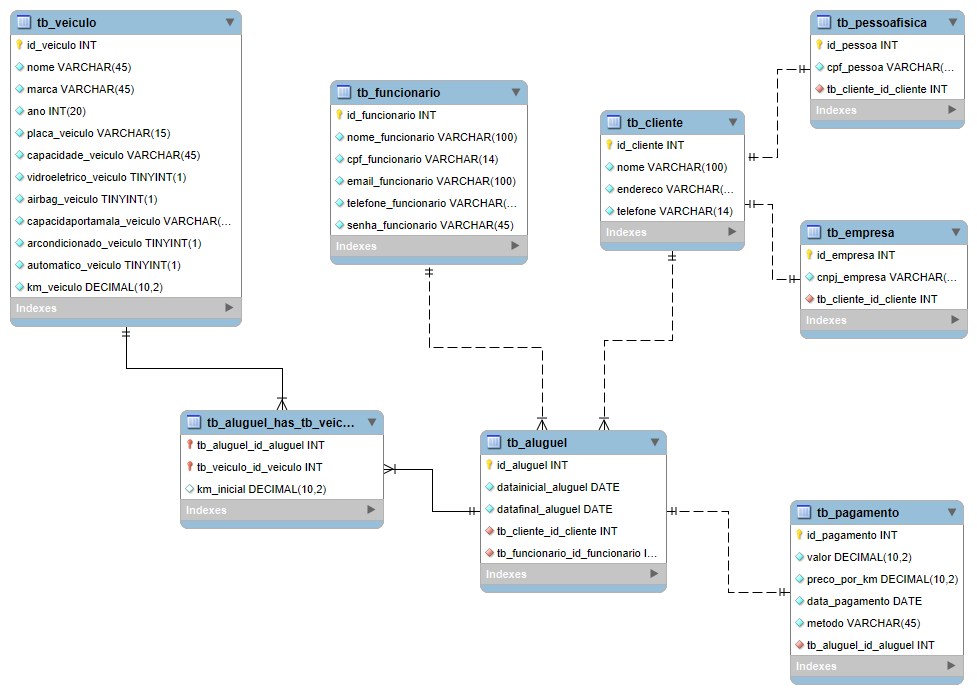 tb_veiculo
id_veiculo INT
nome VARCHAR(45)
marca VARCHAR(45)
ano INT(20)
placa_veiculo VARCHAR(15)
capacidade_veiculo VARCHAR(45)
vidroeletrico_veiculo TINYINT(1)
airbag_veiculo TINYINT(1)
capacidaportamala_veiculo VARCHAR(...
arcondicionado_veiculo TINYINT(1)
automatico_veiculo TINYINT(1)
km_veiculo DECIMAL(10,2)
Indexes
tb_funcionario
id_funcionario INT
nome_funcionario VARCHAR(100)
cpf_funcionario VARCHAR(14)
email_funcionario VARCHAR(100)
telefone_funcionario VARCHAR(...
senha_funcionario VARCHAR(45)
Indexes
tb_cliente
id_cliente INT
nome VARCHAR(100)
endereco VARCHAR(...
telefone VARCHAR(14)
Indexes
tb_pessoafisica
id_pessoa INT
cpf_pessoa VARCHAR(...
tb_cliente_id_cliente INT
Indexes
tb_empresa
id_empresa INT
cnpj_empresa VARCHAR(...
tb_cliente_id_cliente INT
Indexes
tb_aluguel_has_tb_veic...
tb_aluguel_id_aluguel INT
tb_veiculo_id_veiculo INT
km_inicial DECIMAL(10,2)
Indexes
tb_aluguel
id_aluguel INT
datainicial_aluguel DATE
datafinal_aluguel DATE
tb_cliente_id_cliente INT
tb_funcionario_id_funcionario I...
Indexes
tb_pagamento
id_pagamento INT
valor DECIMAL(10,2)
preco_por_km DECIMAL(10,2)
data_pagamento DATE
metodo VARCHAR(45)
tb_aluguel_id_aluguel INT
Indexes